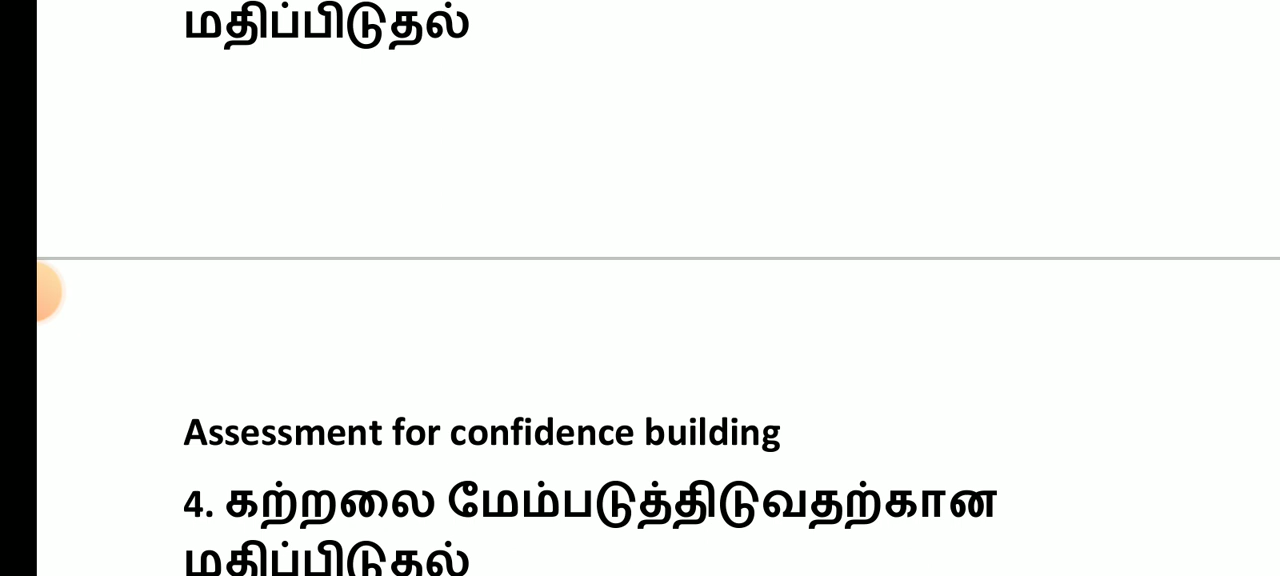 மதிப்பிடுதல்
Assessment for confidence building
4. கற்றலை மேம்படுத்திடுவதற்கான
மதிப்பிடுதல்